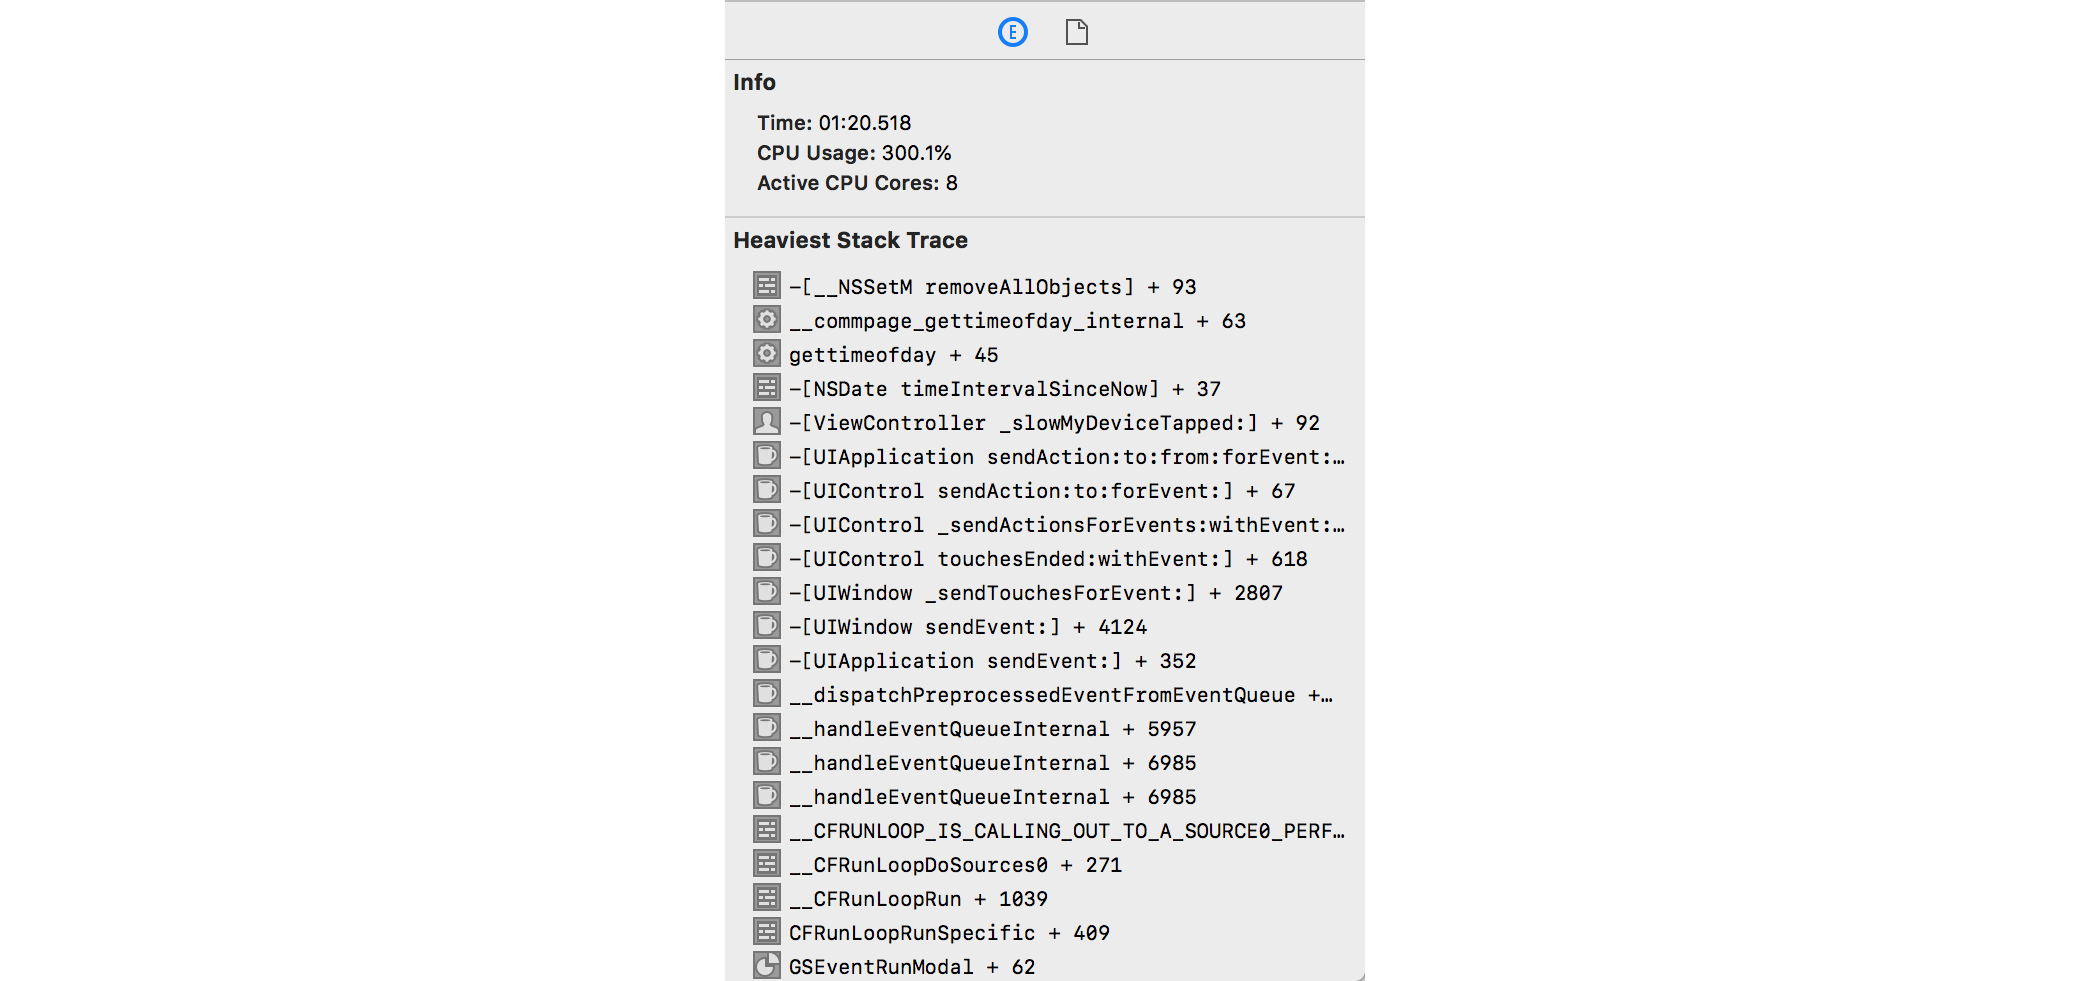 E
Info
Time: 01:20.518
CPU Usage: 300.1%
Active CPU Cores: 8
Heaviest Stack Trace
-[__NSSetM removeAllObjects] + 93
__commpage_gettimeofday_internal + 63
gettimeofday + 45
-[NSDate timeIntervalSinceNow] + 37
-[ViewController _slowMyDeviceTapped:] + 92
-[UIApplication sendAction:to:from:forEvent:…
-[UIControl sendAction:to:forEvent:] + 67
-[UIControl _sendActionsForEvents:withEvent:…
-[UIControl touchesEnded:withEvent:] + 618
-[UIWindow _sendTouchesForEvent:] + 2807
-[UIWindow sendEvent:] + 4124
-[UIApplication sendEvent:] + 352
__dispatchPreprocessedEventFromEventQueue +…
__handleEventQueueInternal + 5957
__handleEventQueueInternal + 6985
__handleEventQueueInternal + 6985
__CFRUNLOOP_IS_CALLING_OUT_TO_A_SOURCE0_PERF…
__CFRunLoopDoSources0 + 271
__CFRunLoopRun + 1039
CFRunLoopRunSpecific + 409
GSEventRunModal + 62